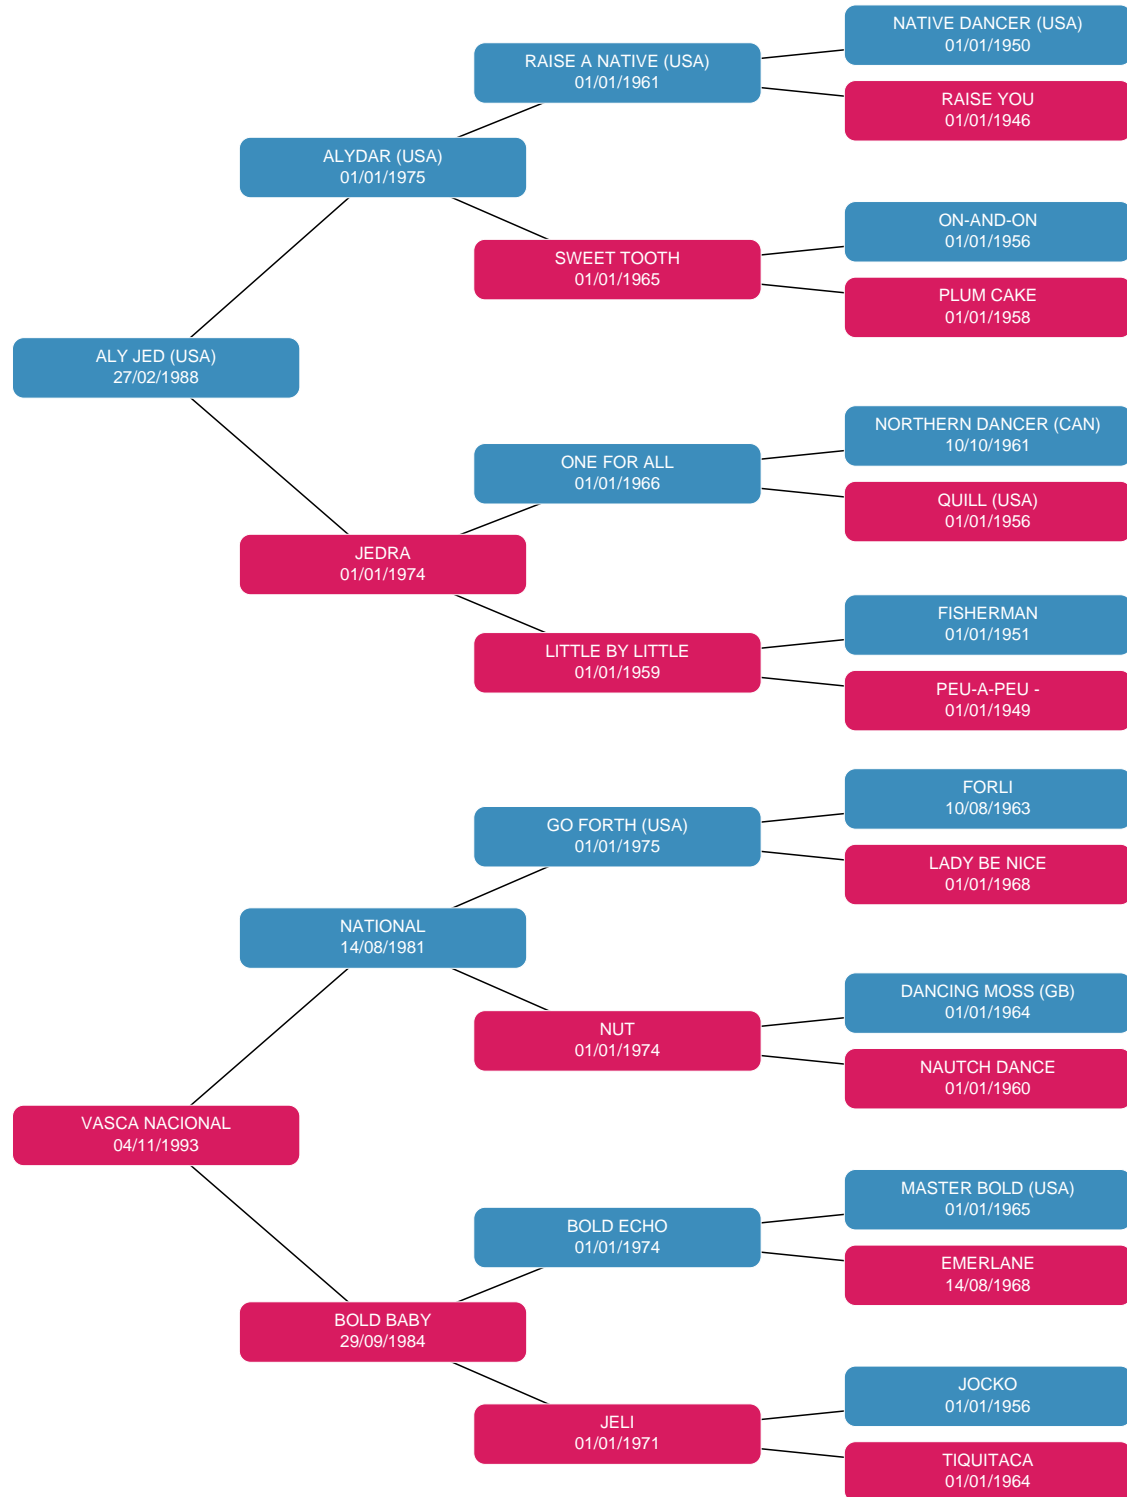 NATIVE DANCER (USA)
01/01/1950
RAISE A NATIVE (USA)
01/01/1961
RAISE YOU
01/01/1946
ALYDAR (USA)
01/01/1975
ON-AND-ON
01/01/1956
SWEET TOOTH
01/01/1965
PLUM CAKE
01/01/1958
ALY JED (USA)
27/02/1988
NORTHERN DANCER (CAN)
10/10/1961
ONE FOR ALL
01/01/1966
QUILL (USA)
01/01/1956
JEDRA
01/01/1974
FISHERMAN
01/01/1951
LITTLE BY LITTLE
01/01/1959
PEU-A-PEU -
01/01/1949
FORLI
10/08/1963
GO FORTH (USA)
01/01/1975
LADY BE NICE
01/01/1968
NATIONAL
14/08/1981
DANCING MOSS (GB)
01/01/1964
NUT
01/01/1974
NAUTCH DANCE
01/01/1960
VASCA NACIONAL
04/11/1993
MASTER BOLD (USA)
01/01/1965
BOLD ECHO
01/01/1974
EMERLANE
14/08/1968
BOLD BABY
29/09/1984
JOCKO
01/01/1956
JELI
01/01/1971
TIQUITACA
01/01/1964